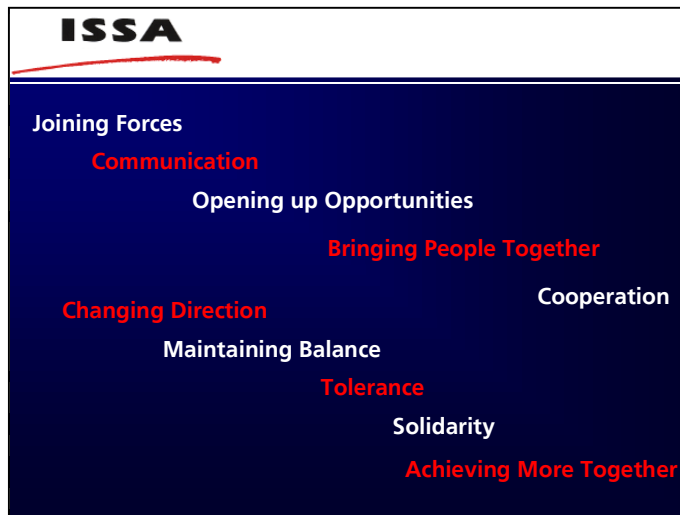 ISSA
Joining Forces
Communication
Opening up Opportunities
Bringing People Together
Cooperation
Changing Direction
Maintaining Balance
Tolerance
Solidarity
Achieving More Together